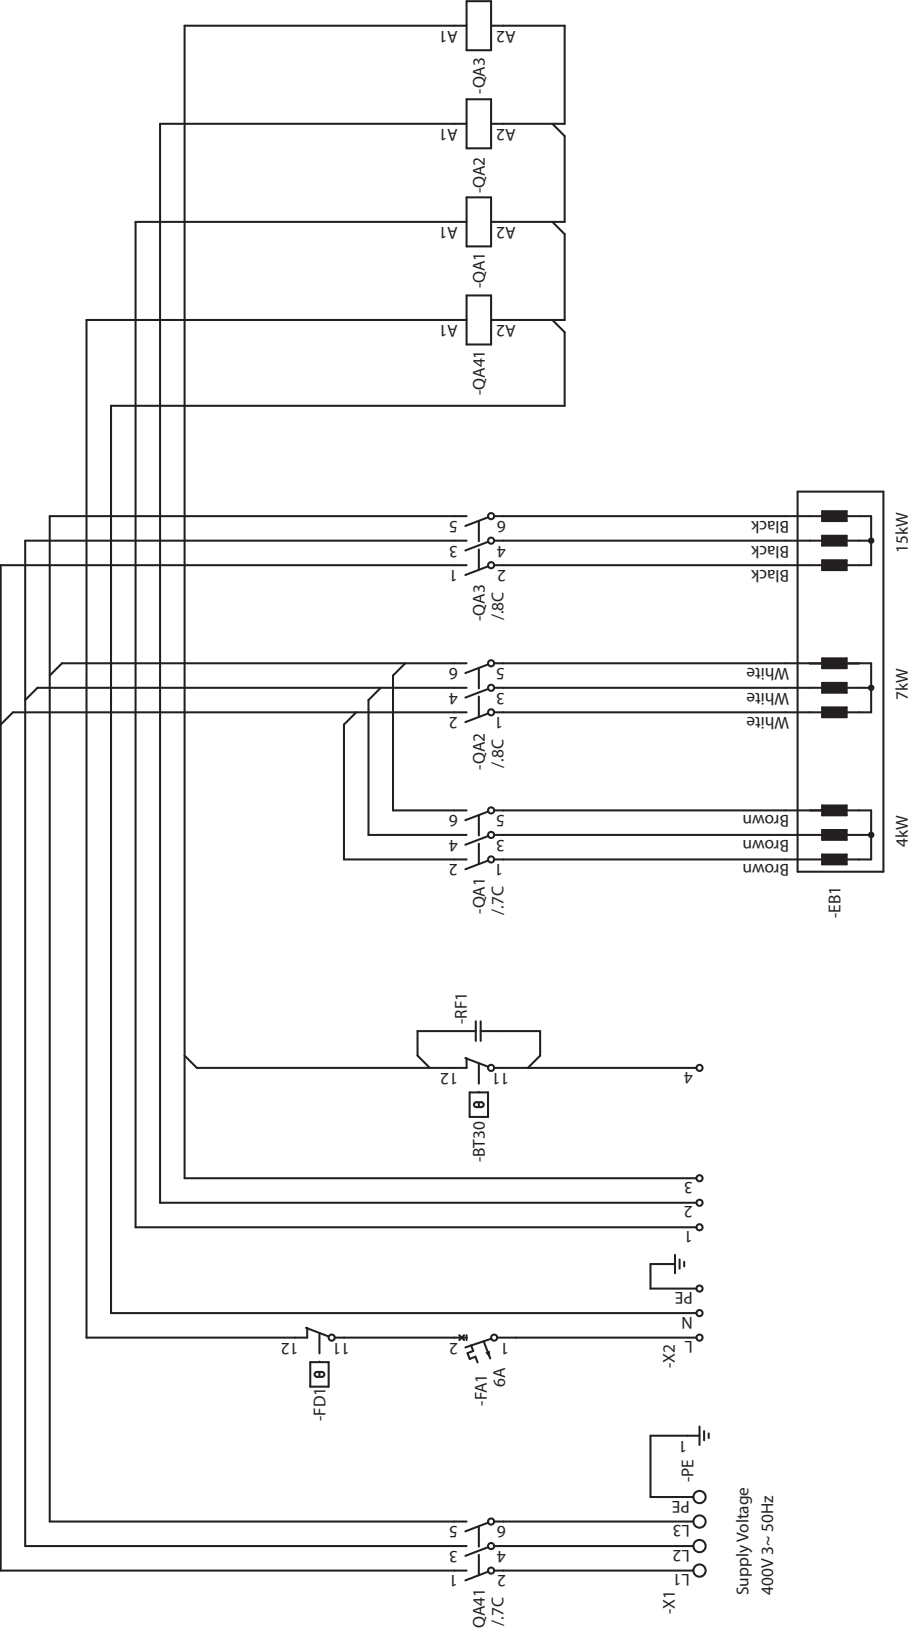 A1
A2
-QA3
A1
A2
-QA2
A1
A2
-QA1
A1
A2
-QA41
5
6
3
4
1
2
-QA3
/.8C
Black
Black
Black
15kW
6
5
4
3
2
1
-QA2
/.8C
White
White
White
7kW
6
5
4
3
2
1
-QA1
/.7C
Brown
Brown
Brown
4kW
-EB1
-RF1
12
11
θ
-BT30
4
3
2
1
PE
N
L
-X2
12
11
θ
-FD1
2
1
-FA1
6A
1
-PE
PE
5
6
L3
3
4
L2
1
2
L1
QA41
/.7C
-X1
Supply Voltage
400V 3~ 50Hz